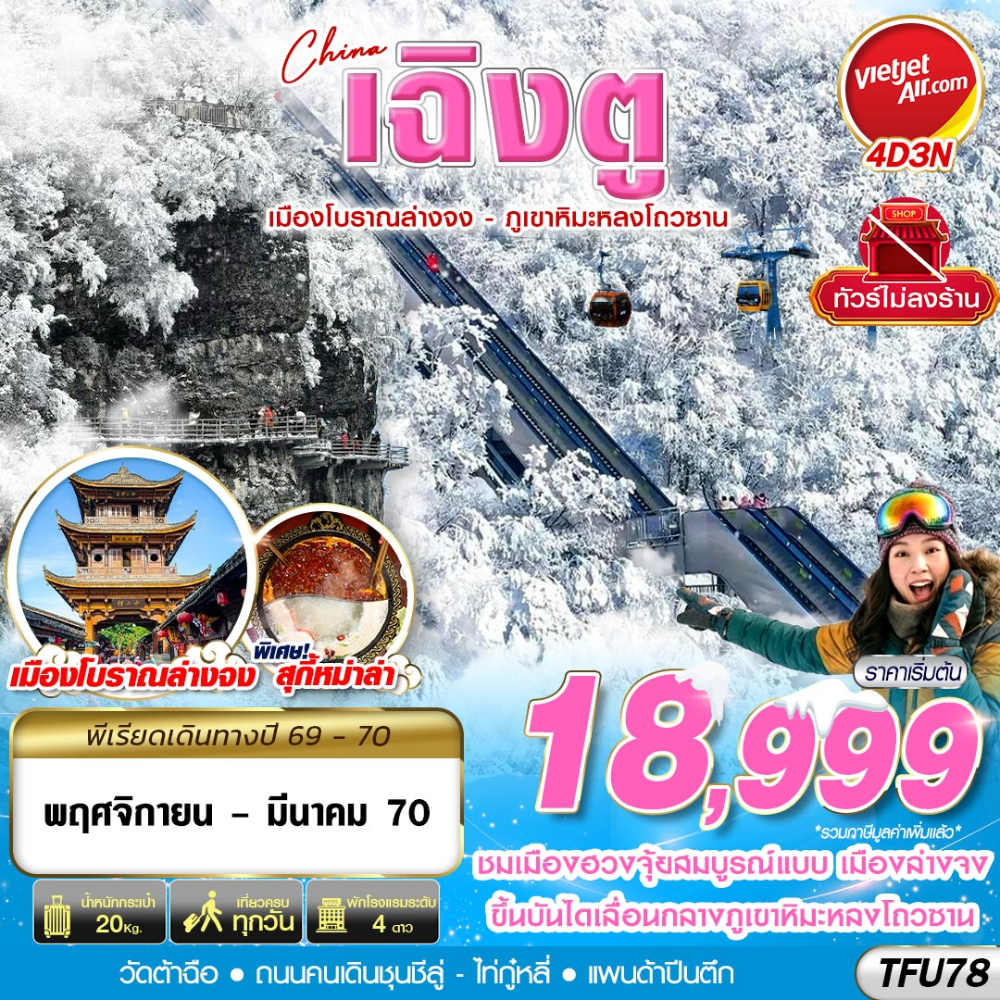 China
เฉิงตู
เมืองโบราณล่างจง - ภูเขาหิมะหลงโถวซาน
vietjet
Air.com
4D3N
SHOP
ทัวร์ไม่ลงร้าน
เมืองโบราณล่างจง
พิเศษ!
สุกี้หม่าล่า
ราคาเริ่มต้น
18,999
*รวมภาษีมูลค่าเพิ่มแล้ว*
พีเรียดเดินทางปี 69 - 70
พฤศจิกายน - มีนาคม 70
ชมเมืองฮวงจุ้ยสมบูรณ์แบบ เมืองล่างจง
ขึ้นบันไดเลื่อนกลางภูเขาหิมะหลงโถวซาน
น้ำหนักกระเป๋า
20Kg.
เที่ยวครบ
ทุกวัน
HOTEL
พักโรงแรมระดับ
4 ดาว
วัดต้าฉือ • ถนนคนเดินชุนชีลู่ - ไท่กู๋หลี่ • แพนด้าปีนตึก
TFU78